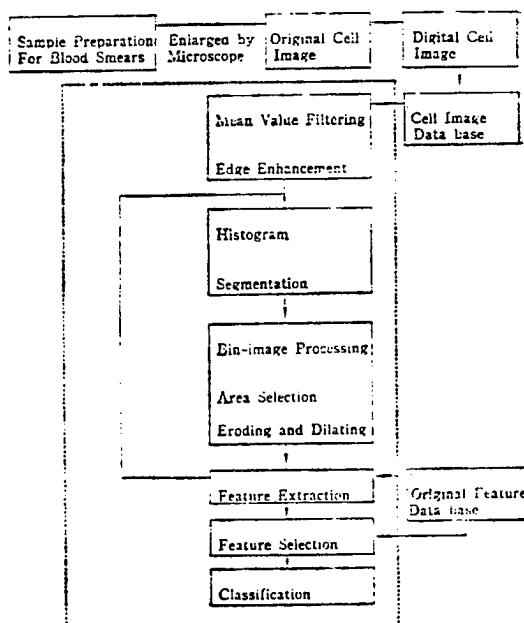 Sample Preparation
For Blood Smears
Enlarged by
Microscope
Original Cell
Image
Digital Cell
Image
Mean Value Filtering
Edge Enhancement
Cell Image
Data base
Histogram
Segmentation
Bin-image Processing
Area Selection
Eroding and Dilating
Feature Extraction
Original Feature
Data base
Feature Selection
Classification